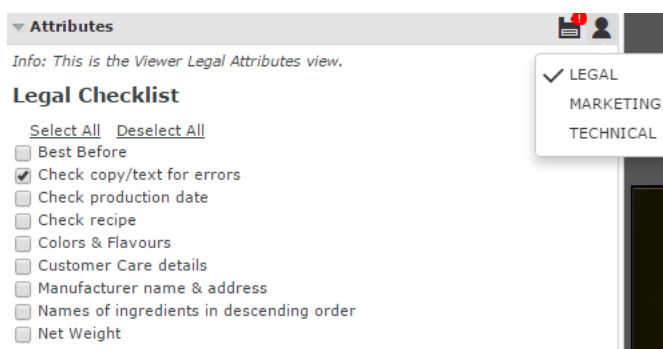 Attributes
!
Info: This is the Viewer Legal Attributes view.
Legal Checklist
Select All Deselect All
Best Before
Check copy/text for errors
Check production date
Check recipe
Colors & Flavours
Customer Care details
Manufacturer name & address
Names of ingredients in descending order
Net Weight
LEGAL
MARKETING
TECHNICAL